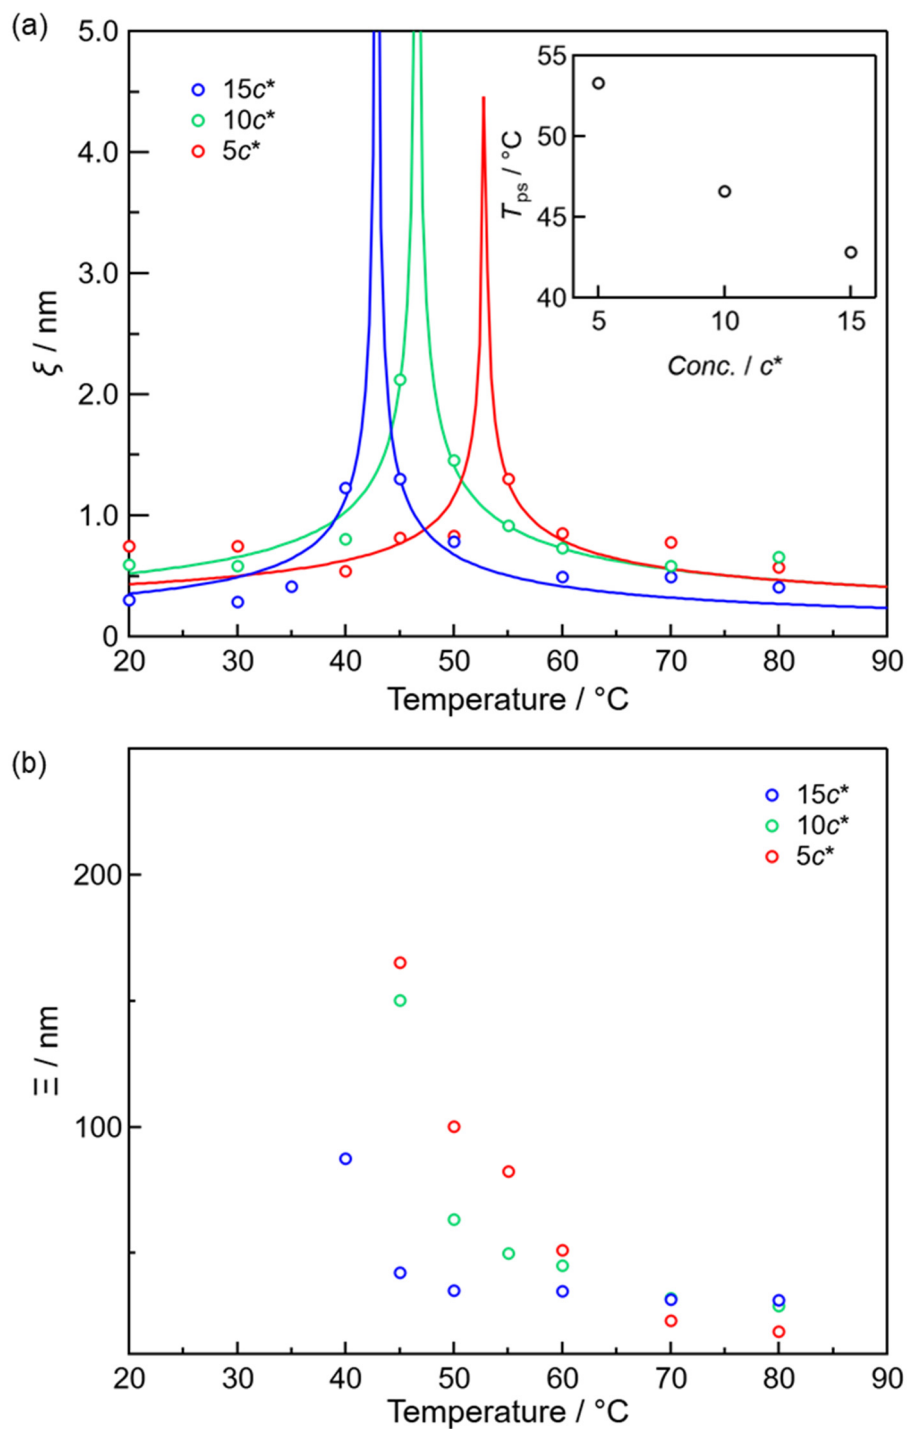 (a)
5.0
4.0
3.0
2.0
1.0
0
ξ / nm
15c*
10c*
5c*
55
50
45
40
Tps / °C
5 10 15
Conc. / c*
20 30 40 50 60 70 80 90
Temperature / °C
(b)
200
100
Ξ / nm
15c*
10c*
5c*
20 30 40 50 60 70 80 90
Temperature / °C